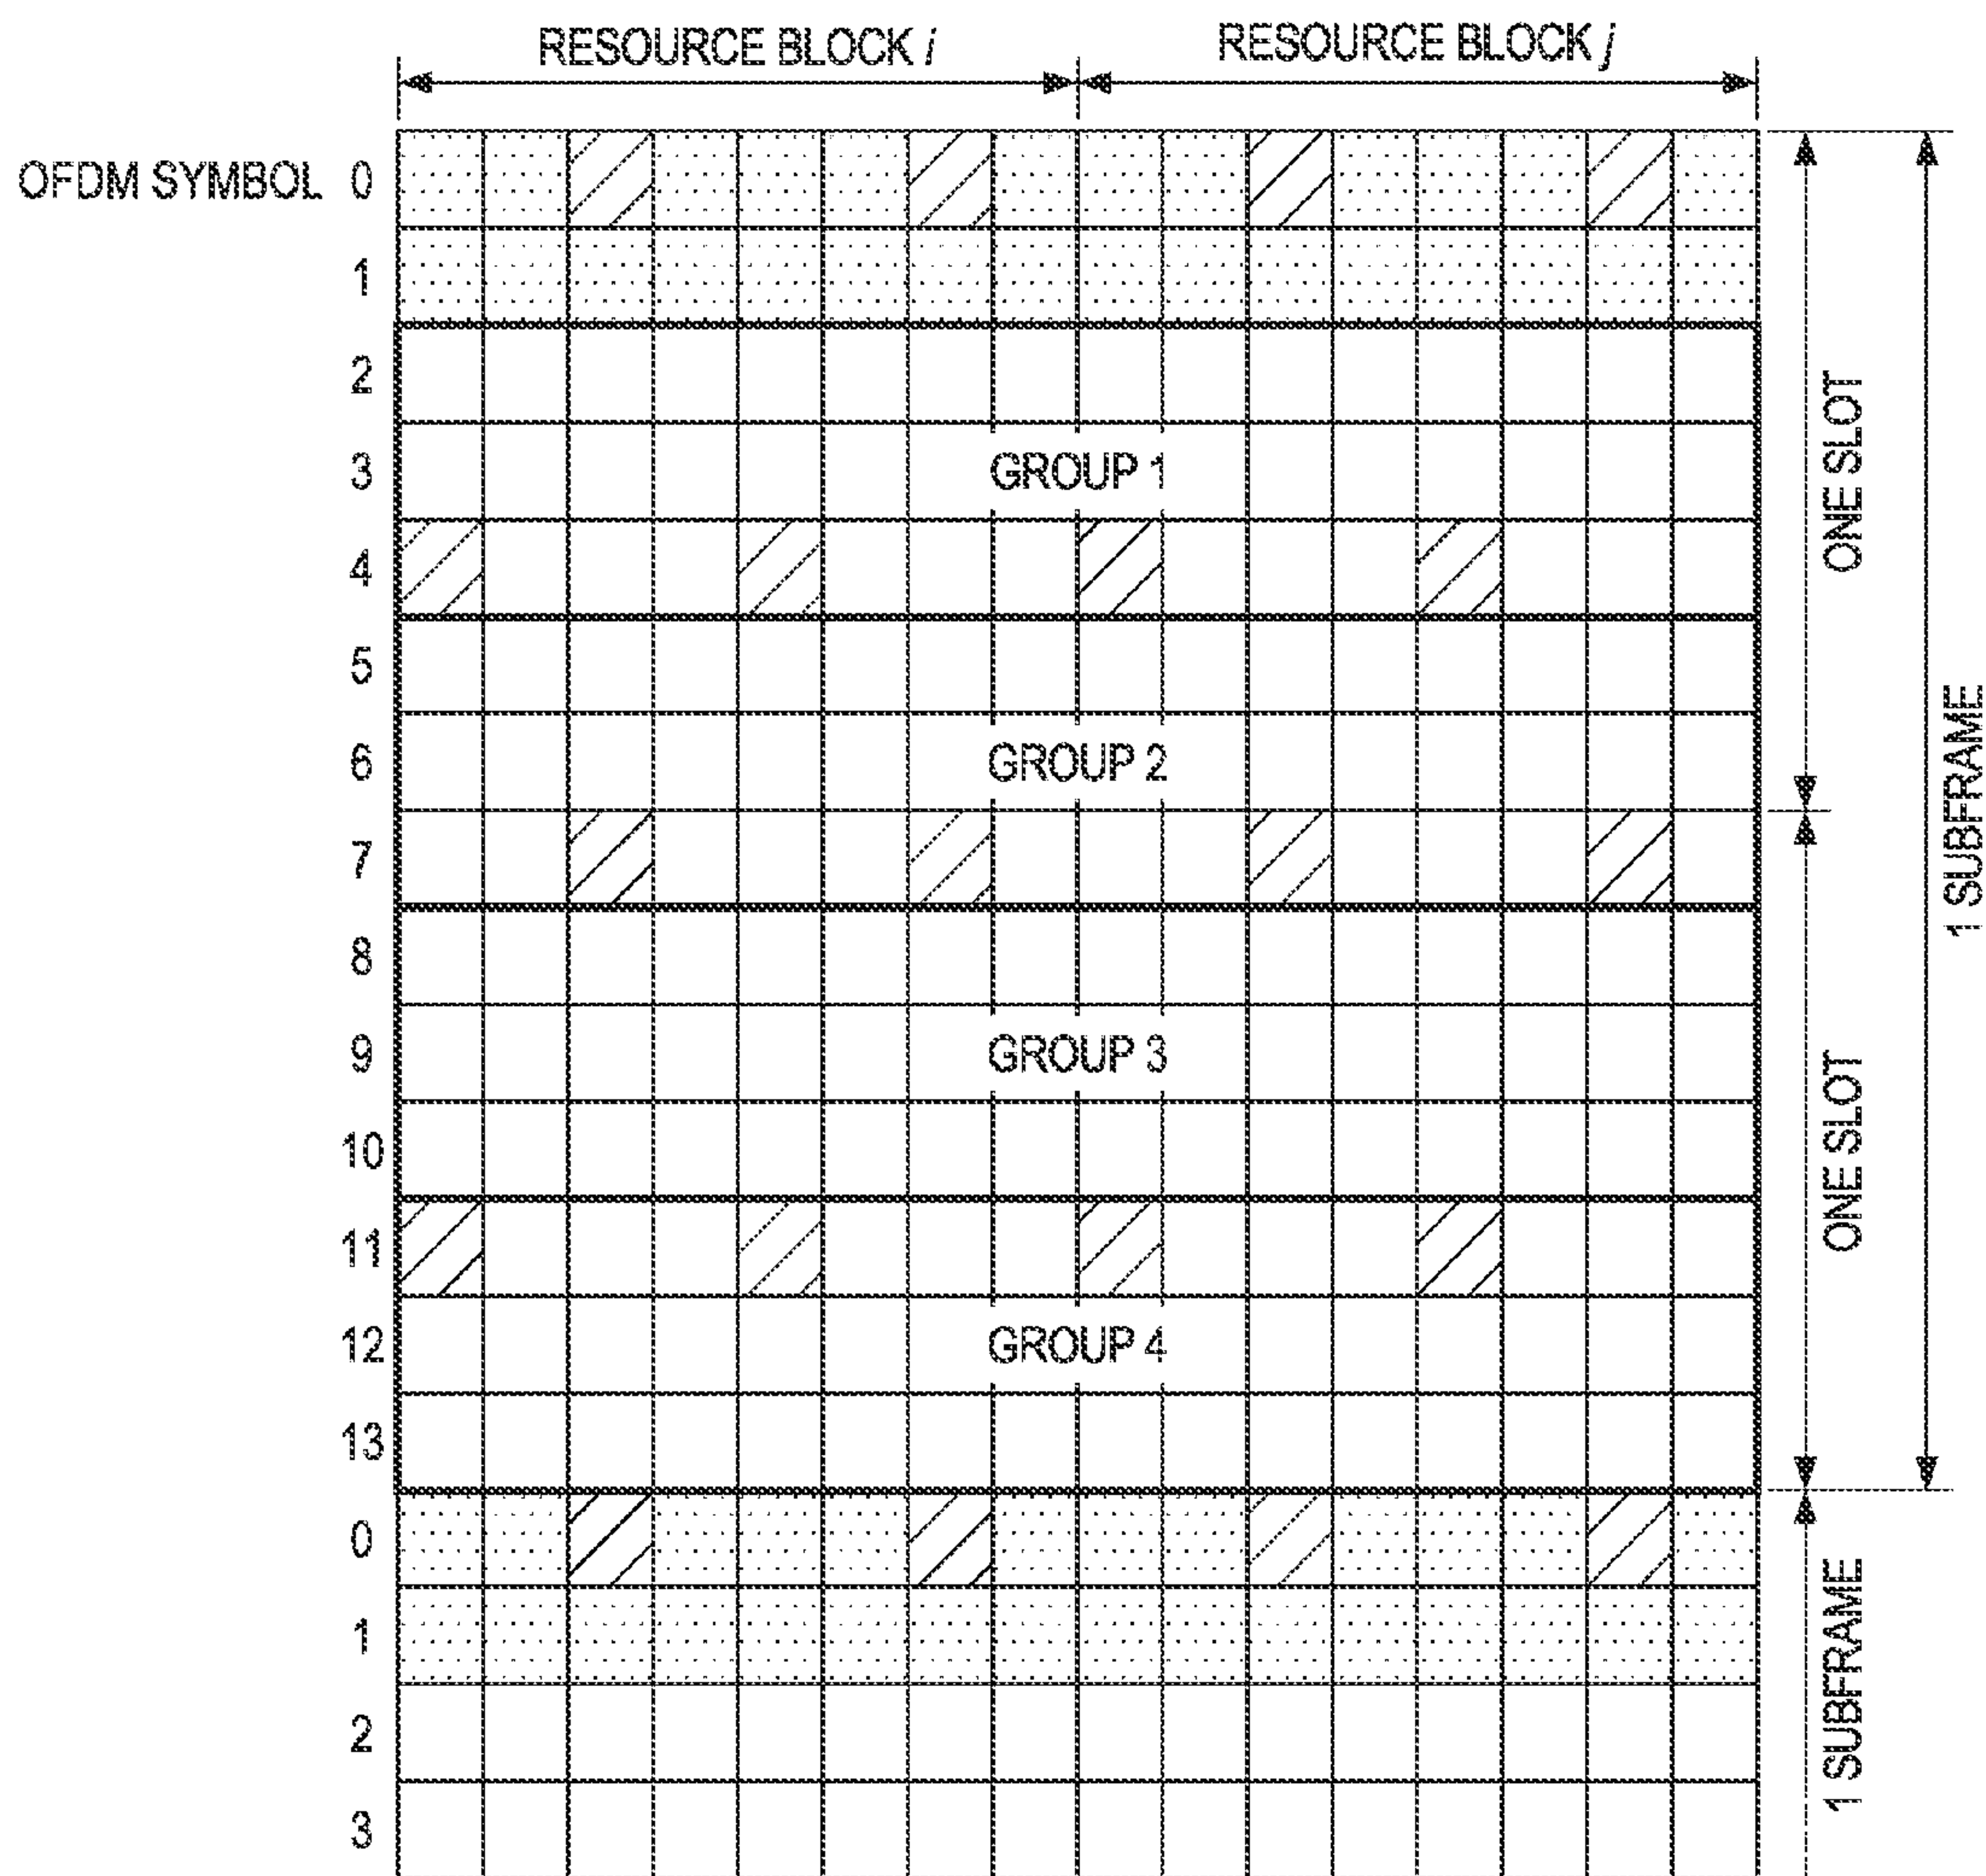 RESOURCE BLOCK i
RESOURCE BLOCK j
OFDM SYMBOL 0
1
2
3
GROUP 1
4
5
6
GROUP 2
7
8
9
GROUP 3
10
11
12
GROUP 4
13
0
1
2
3
ONE SLOT
ONE SLOT
1 SUBFRAME
1 SUBFRAME